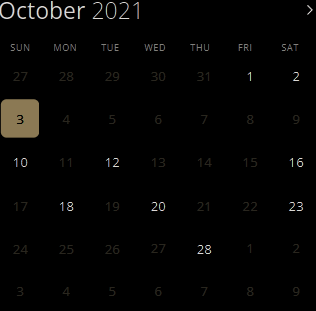 October 2021 >
SUN MON TUE WED THU FRI SAT
27 28 29 30 31 1 2
3 4 5 6 7 8 9
10 11 12 13 14 15 16
17 18 19 20 21 22 23
24 25 26 27 28 1 2
3 4 5 6 7 8 9